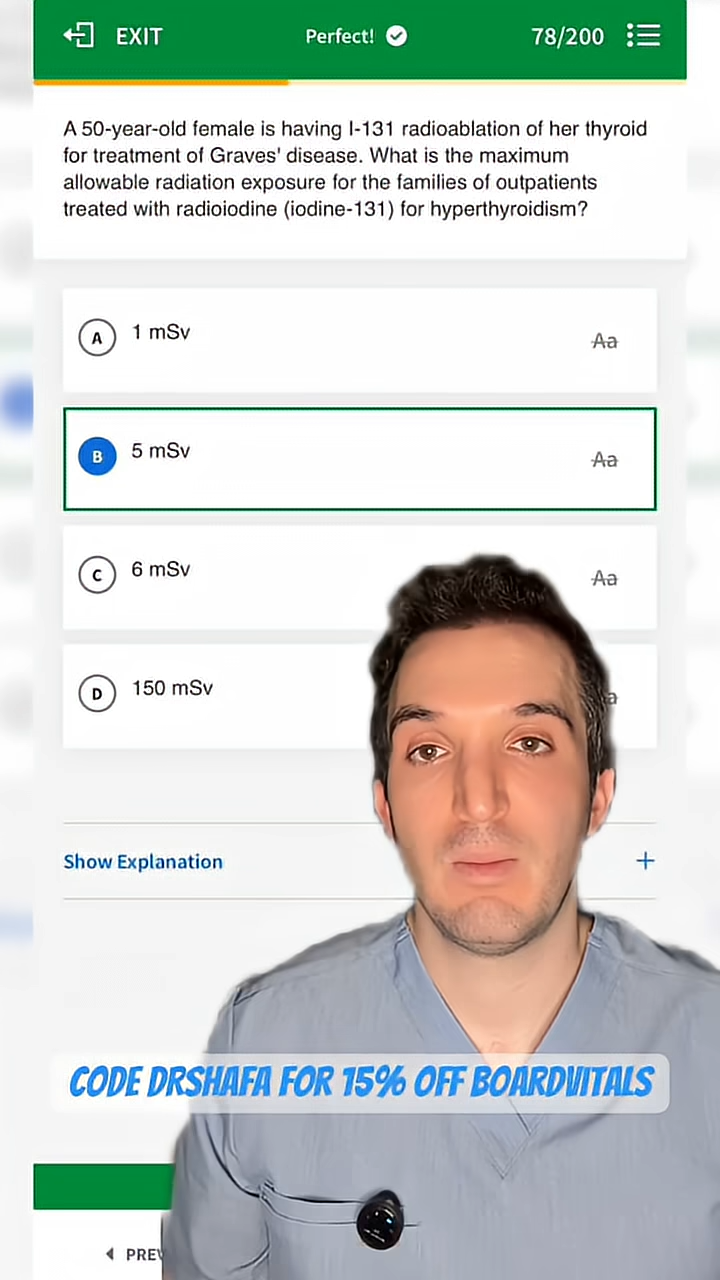 EXIT
Perfect!
78/200
A 50-year-old female is having I-131 radioablation of her thyroid
for treatment of Graves' disease. What is the maximum
allowable radiation exposure for the families of outpatients
treated with radioiodine (iodine-131) for hyperthyroidism?
A 1 mSv Aa
B 5 mSv Aa
C 6 mSv Aa
D 150 mSv
Show Explanation +
CODE DRSHAFA FOR 15% OFF BOARDVITALS